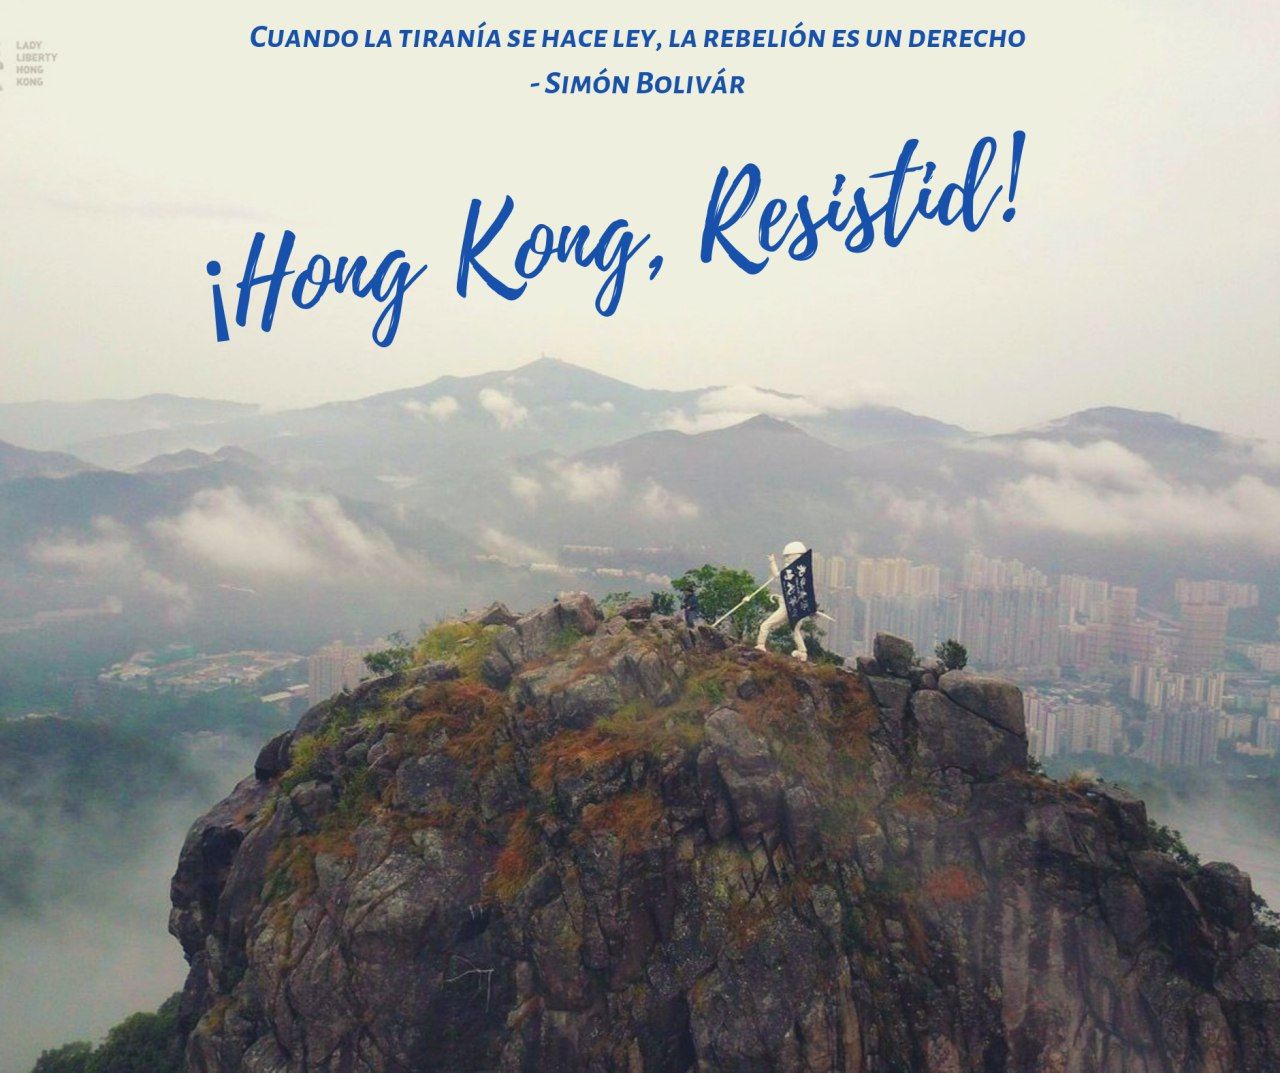 LADY
LIBERTY
HONG
KONG
Cuando la tiranía se hace ley, la rebelión es un derecho
- Simón Bolivár
¡Hong Kong, Resistid!